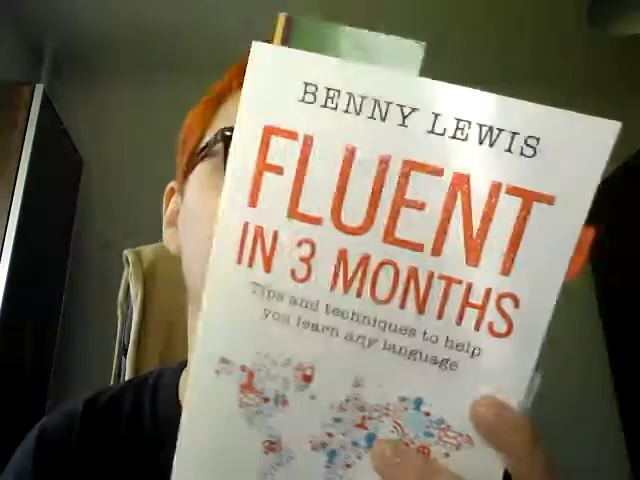 BENNY LEWIS
FLUENT
IN 3 MONTHS
Tips and techniques to help
you learn any language